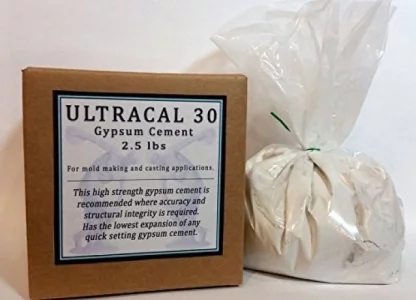 ULTRACAL 30
Gypsum Cement
2.5 lbs
For mold making and casting applications.
This high strength gypsum cement is
recommended where accuracy and
structural integrity is required.
Has the lowest expansion of any
quick setting gypsum cement.